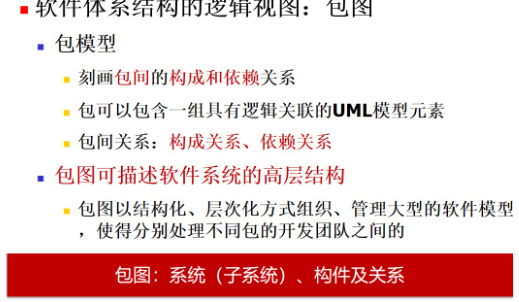 软件体系结构的逻辑视图：包图
包模型
刻画包间的构成和依赖关系
包可以包含一组具有逻辑关联的UML模型元素
包间关系：构成关系、依赖关系
包图可描述软件系统的高层结构
包图以结构化、层次化方式组织、管理大型的软件模型
，使得分别处理不同包的开发团队之间的
包图：系统（子系统）、构件及关系